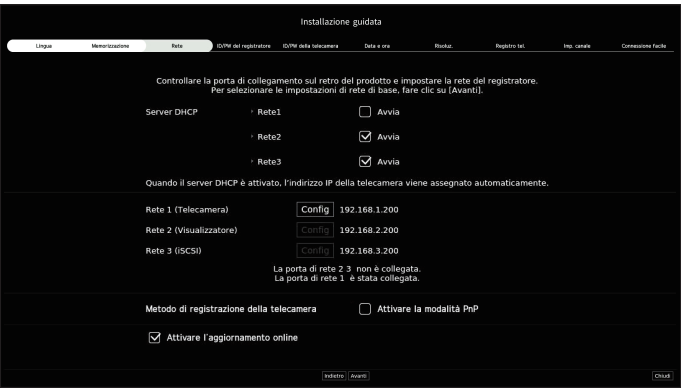 Installazione guidata
Lingua Memorizzazione Rete ID/PW del registratore ID/PW della telecamera Data e ora Risoluz. Registro tel. Imp. canale Connessione facile
Controllare la porta di collegamento sul retro del prodotto e impostare la rete del registratore.
Per selezionare le impostazioni di rete di base, fare clic su [Avanti].
Server DHCP Rete1 Avvia
Rete2 Avvia
Rete3 Avvia
Quando il server DHCP è attivato, l'indirizzo IP della telecamera viene assegnato automaticamente.
Rete 1 (Telecamera) Config 192.168.1.200
Rete 2 (Visualizzatore) Config 192.168.2.200
Rete 3 (iSCSI) Config 192.168.3.200
La porta di rete 2 3 non è collegata.
La porta di rete 1 è stata collegata.
Metodo di registrazione della telecamera Attivare la modalità PnP
Attivare l'aggiornamento online
Indietro Avanti Chiudi